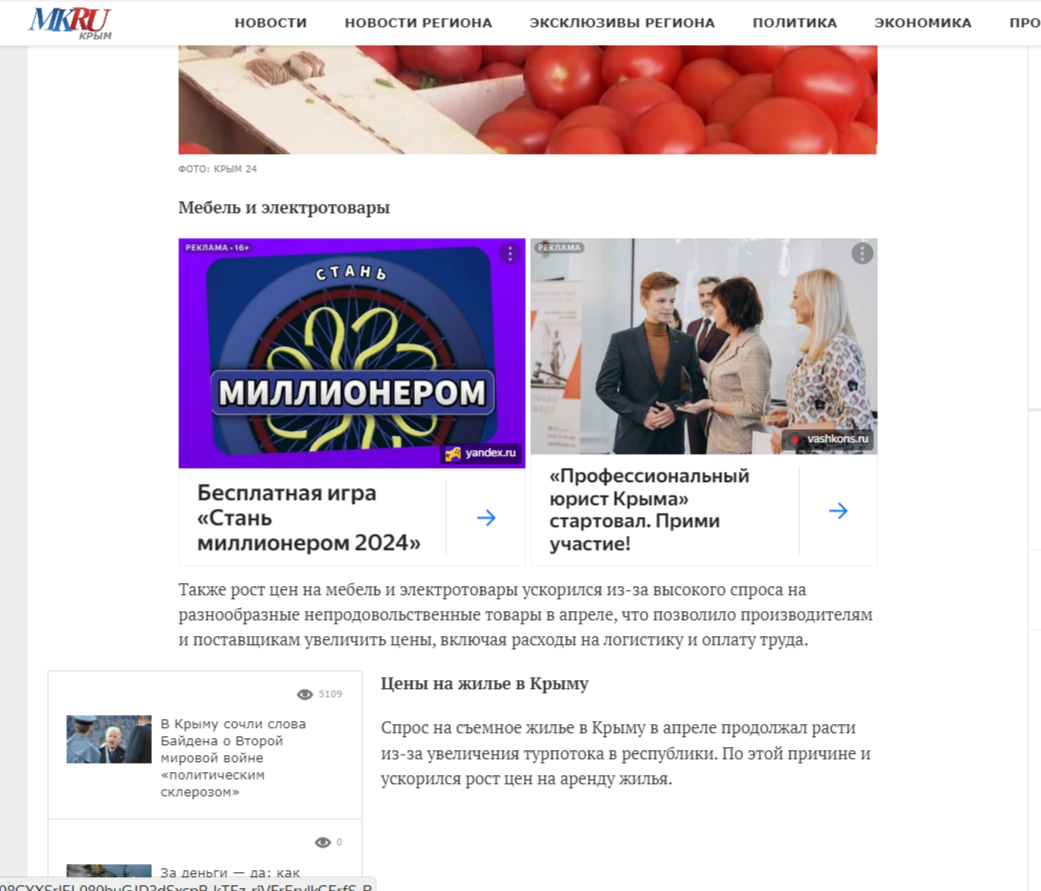 MKRU
КРЫМ
НОВОСТИ
НОВОСТИ РЕГИОНА
ЭКСКЛЮЗИВЫ РЕГИОНА
ПОЛИТИКА
ЭКОНОМИКА
ПРО
ФОТО: КРЫМ 24
Мебель и электротовары
РЕКЛАМА • 16+
СТАНЬ
МИЛЛИОНЕРОМ
yandex.ru
Бесплатная игра
«Стань
миллионером 2024»
РЕКЛАМА
vashkons.ru
«Профессиональный
юрист Крыма»
стартовал. Прими
участие!
Также рост цен на мебель и электротовары ускорился из-за высокого спроса на
разнообразные непродовольственные товары в апреле, что позволило производителям
и поставщикам увеличить цены, включая расходы на логистику и оплату труда.
5109
В Крыму сочли слова
Байдена о Второй
мировой войне
«политическим
склерозом»
0
За деньги — да: как
Цены на жилье в Крыму
Спрос на съемное жилье в Крыму в апреле продолжал расти
из-за увеличения турпотока в республики. По этой причине и
ускорился рост цен на аренду жилья.